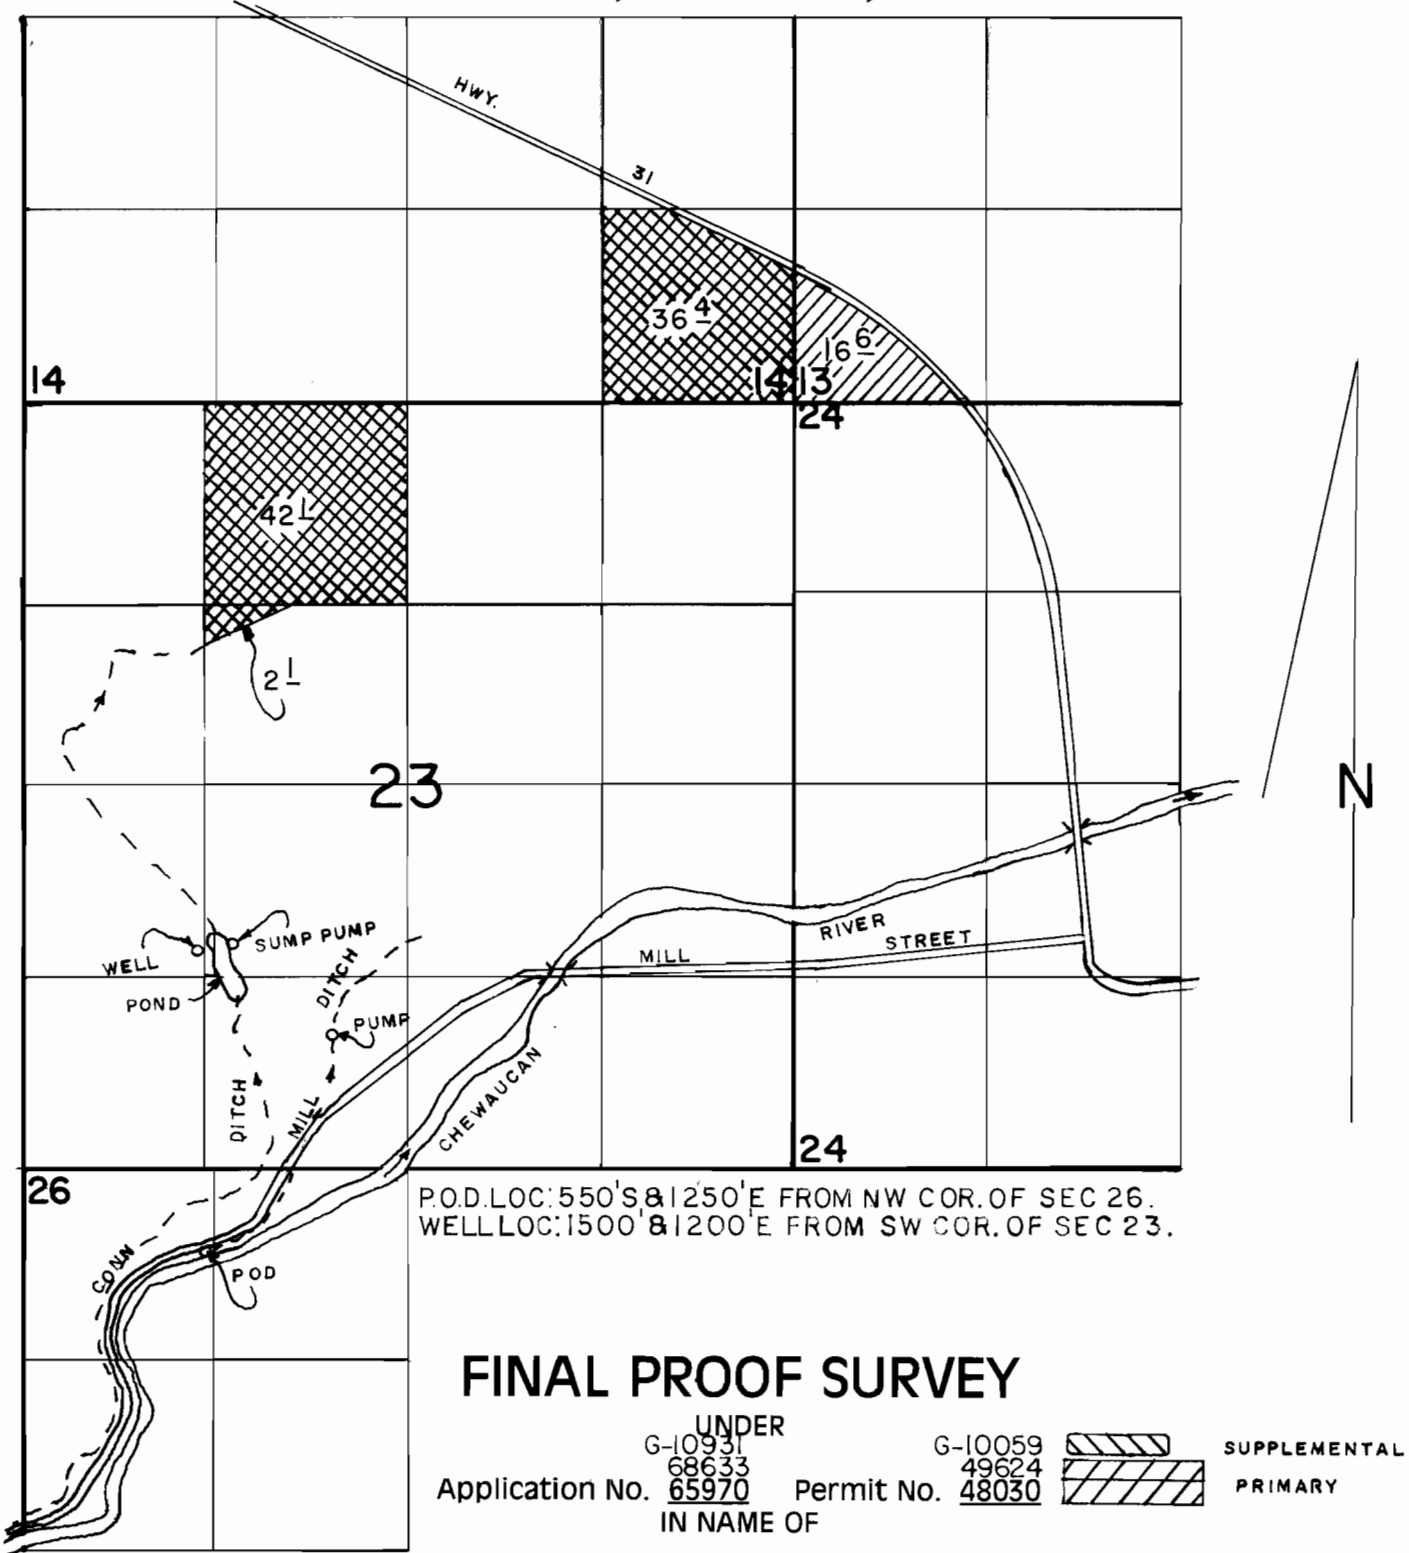 HWY.
31
36 4
16 6
14
14
13
24
42 1
2 1
23
N
WELL
SUMP PUMP
POND
DITCH
PUMP
DITCH
MILL
MILL
STREET
RIVER
CHEWAUCAN
24
26
P.O.D. LOC: 550'S & 1250'E FROM NW COR. OF SEC 26.
WELL LOC: 1500' & 1200'E FROM SW COR. OF SEC 23.
CONN
POD
FINAL PROOF SURVEY
UNDER
G-10931 G-10059 SUPPLEMENTAL
68633 49624
Application No. 65970 Permit No. 48030 PRIMARY
IN NAME OF